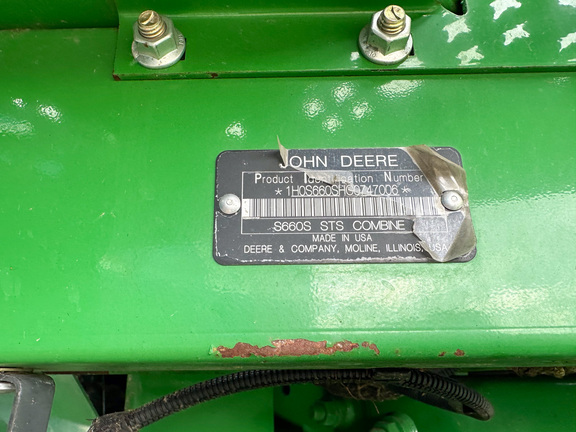 JOHN DEERE
Product Identification Number
*1H0S660SHG0747006*
S660S STS COMBINE
MADE IN USA
DEERE & COMPANY, MOLINE, ILLINOIS, USA